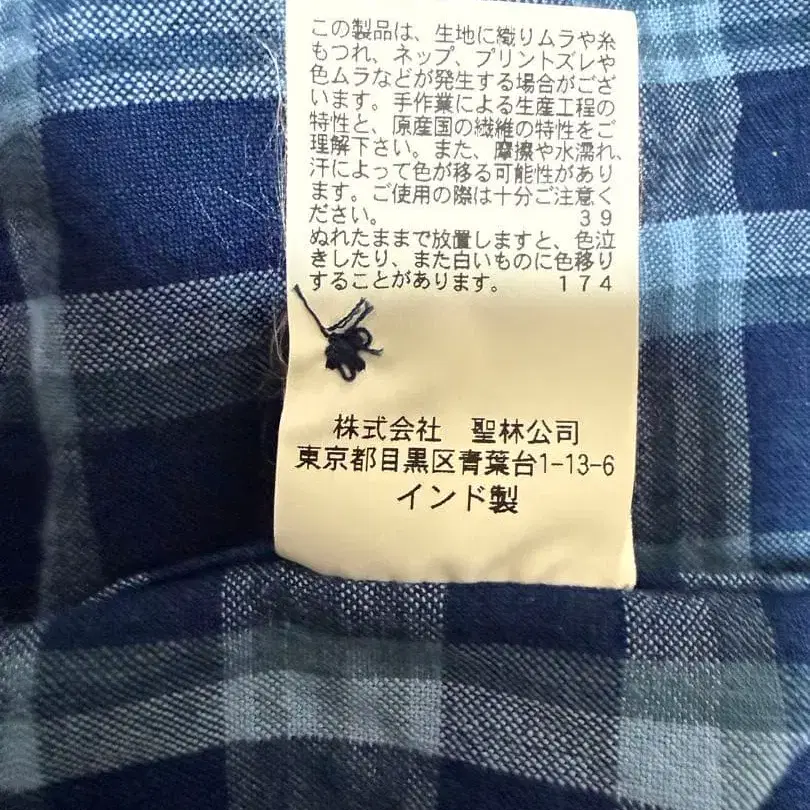 この製品は、生地に織りムラや糸
もつれ、ネップ、プリントズレや
色ムラなどが発生する場合がござ
います。手作業による生産工程の
特性と、原産国の繊維の特性をご
理解下さい。また、摩擦や水濡れ、
汗によって色が移る可能性があり
ます。ご使用の際は十分ご注意く
ださい。 39
ぬれたままで放置しますと、色泣
きしたり、また白いものに色移り
することがあります。 174
株式会社 聖林公司
東京都目黒区青葉台1-13-6
インド製